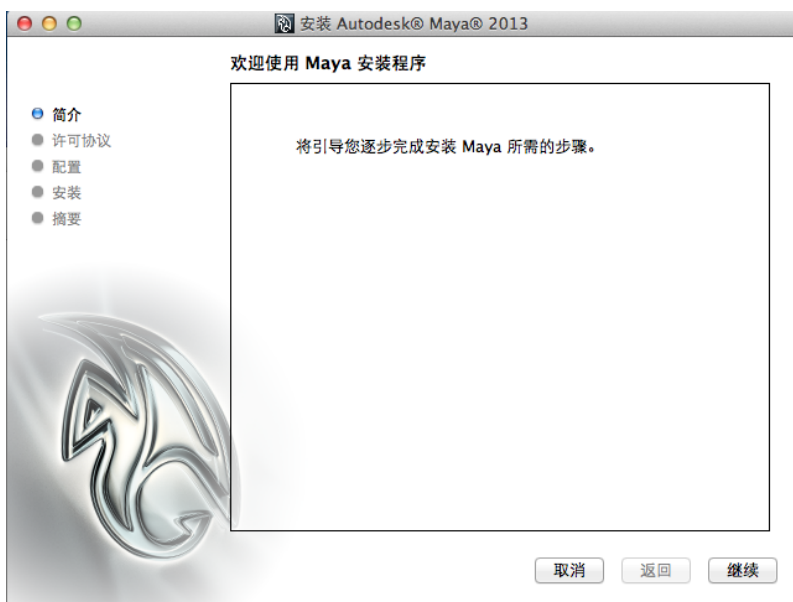 安装 Autodesk® Maya® 2013
欢迎使用 Maya 安装程序
简介
许可协议
配置
安装
摘要
将引导您逐步完成安装 Maya 所需的步骤。
取消
返回
继续